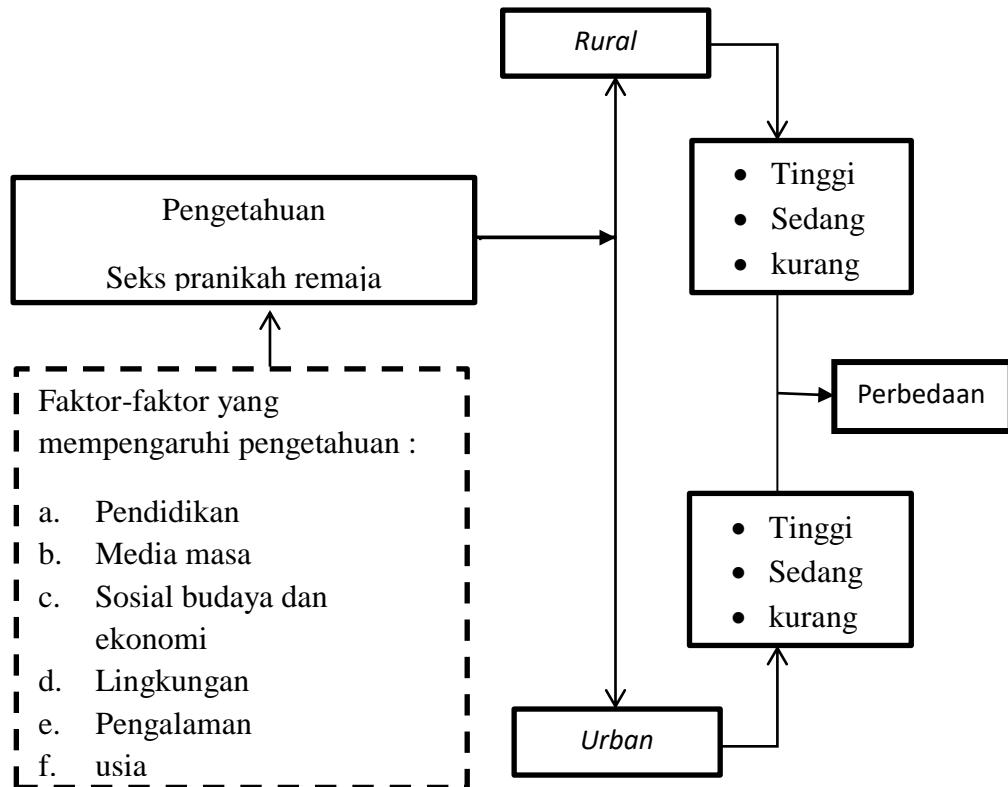 Rural
• Tinggi
• Sedang
• kurang
Pengetahuan
Seks pranikah remaja
Perbedaan
Faktor-faktor yang
mempengaruhi pengetahuan :
a. Pendidikan
b. Media masa
c. Sosial budaya dan
ekonomi
d. Lingkungan
e. Pengalaman
f. usia
• Tinggi
• Sedang
• kurang
Urban